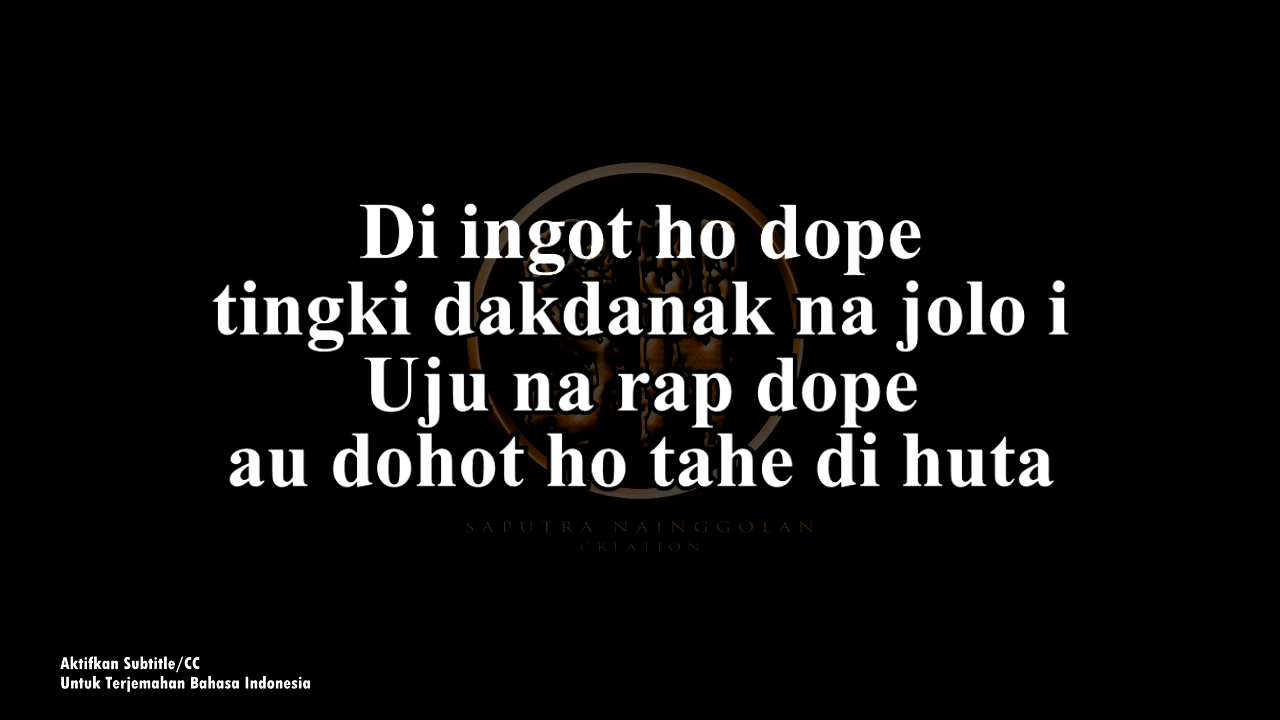 Di ingot ho dope
tingki dakdanak na jolo i
Uju na rap dope
au dohot ho tahe di huta
SAPUTRA NAINGGOLAN
CREATION
Aktifkan Subtitle/CC
Untuk Terjemahan Bahasa Indonesia